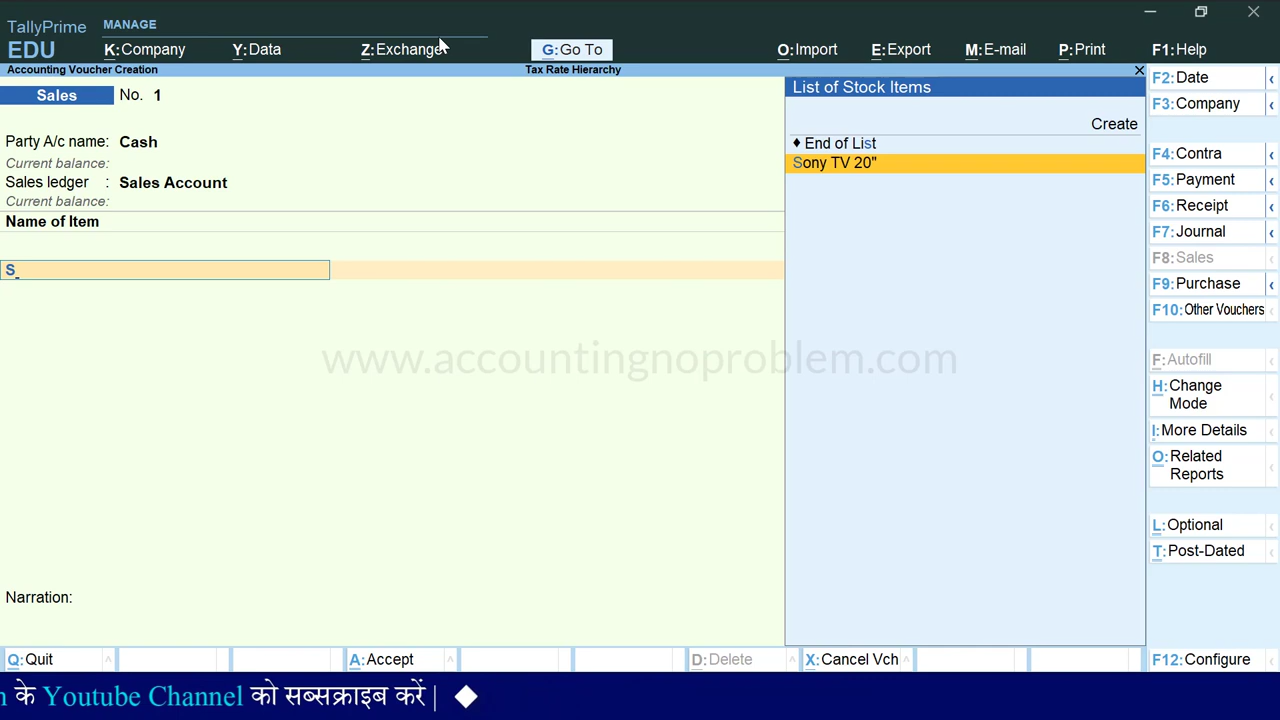 TallyPrime
EDU
MANAGE
K:Company
Y:Data
Z:Exchange
G:Go To
O:Import
E:Export
M:E-mail
P:Print
F1:Help
Accounting Voucher Creation
Tax Rate Hierarchy
Sales
No. 1
Party A/c name: Cash
Current balance:
Sales ledger : Sales Account
Current balance:
Name of Item
S
List of Stock Items
Create
♦ End of List
Sony TV 20"
F2:Date
F3:Company
F4:Contra
F5:Payment
F6:Receipt
F7:Journal
F8:Sales
F9:Purchase
F10:Other Vouchers
F:Autofill
H:Change
Mode
I:More Details
O:Related
Reports
L:Optional
T:Post-Dated
www.accountingnoproblem.com
Narration:
Q:Quit
A:Accept
D:Delete
X:Cancel Vch
F12:Configure
के Youtube Channel को सब्सक्राइब करें |